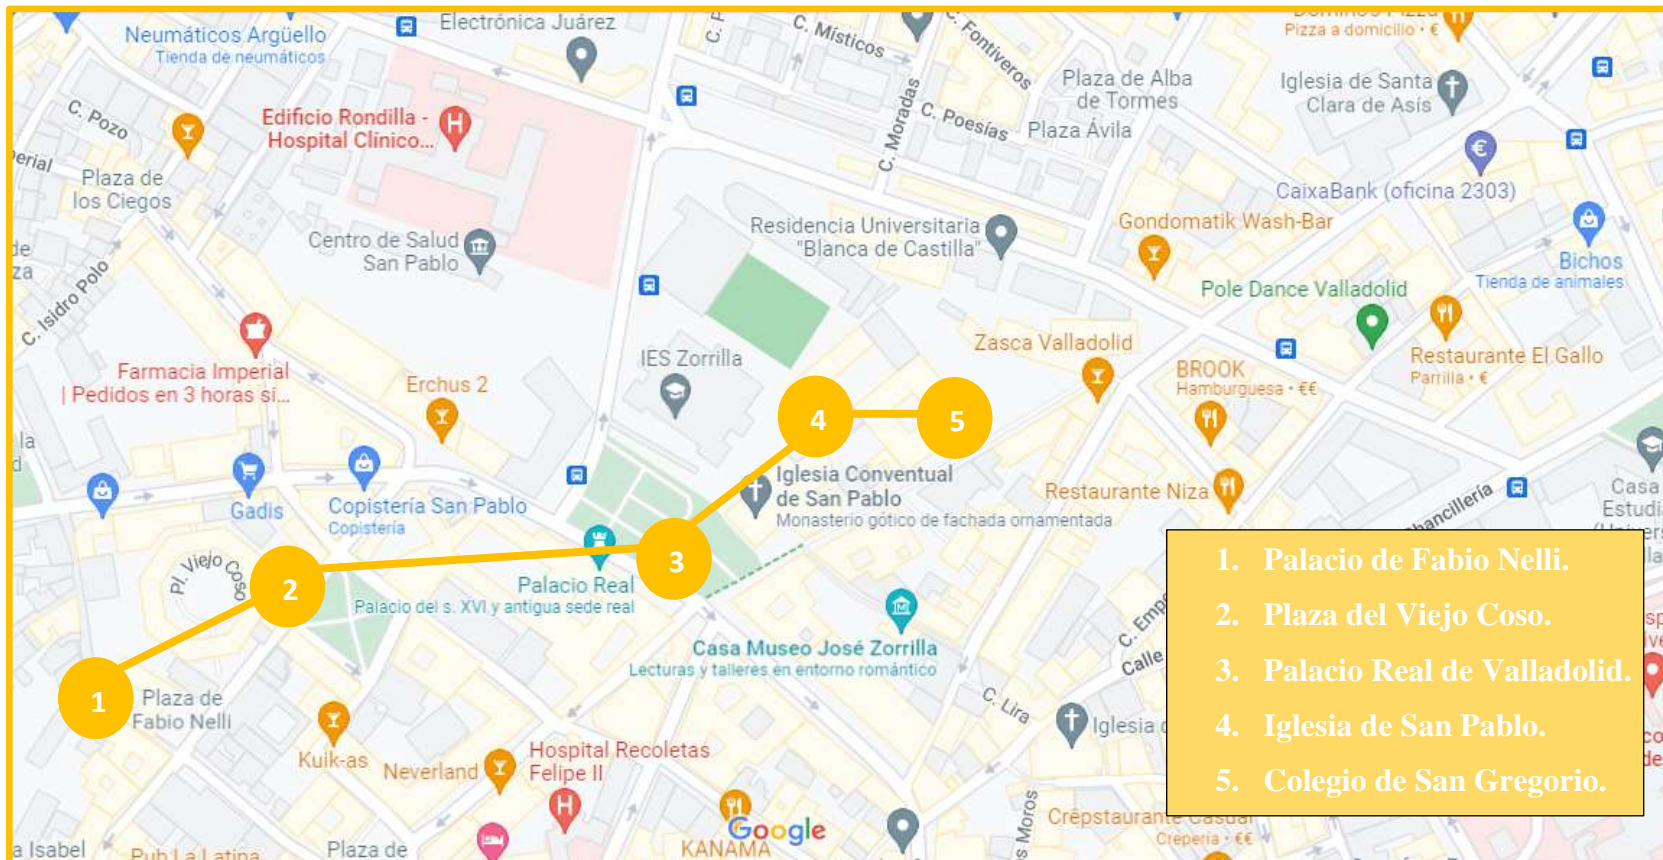 Neumáticos Argüello
Tienda de neumáticos
Electrónica Juárez
C. Místicos
C. Fontiveros
Pizza a domicilio · €
Plaza de Alba
de Tormes
Iglesia de Santa
Clara de Asís
C. Pozo
Edificio Rondilla -
Hospital Clínico...
C. Moradas
C. Poesías
Plaza Ávila
Plaza de
los Ciegos
CaixaBank (oficina 2303)
Residencia Universitaria
"Blanca de Castilla"
Gondomatik Wash-Bar
Centro de Salud
San Pablo
Bichos
Tienda de animales
C. Isidro Polo
Pole Dance Valladolid
Zasca Valladolid
IES Zorrilla
BROOK
Hamburguesa · €€
Restaurante El Gallo
Parrilla · €
Farmacia Imperial
| Pedidos en 3 horas si...
Erchus 2
4
5
la
Iglesia Conventual
de San Pablo
Monasterio gótico de fachada ornamentada
Restaurante Niza
Casa
Gadis
Copistería San Pablo
Copistería
Pl. Viejo Coso
2
3
Palacio Real
Palacio del s. XVI y antigua sede real
1. Palacio de Fabio Nelli.
2. Plaza del Viejo Coso.
3. Palacio Real de Valladolid.
4. Iglesia de San Pablo.
5. Colegio de San Gregorio.
Casa Museo José Zorrilla
Lecturas y talleres en entorno romántico
Calle
1
Plaza de
Fabio Nelli
C. Lira
Iglesia
Kuik-as
Neverland
Hospital Recoletas
Felipe II
Google
KANAMA
Moros
a Isabel
Pub La Latina
Plaza de
Crêpstaurante Casual
Crepería · €€